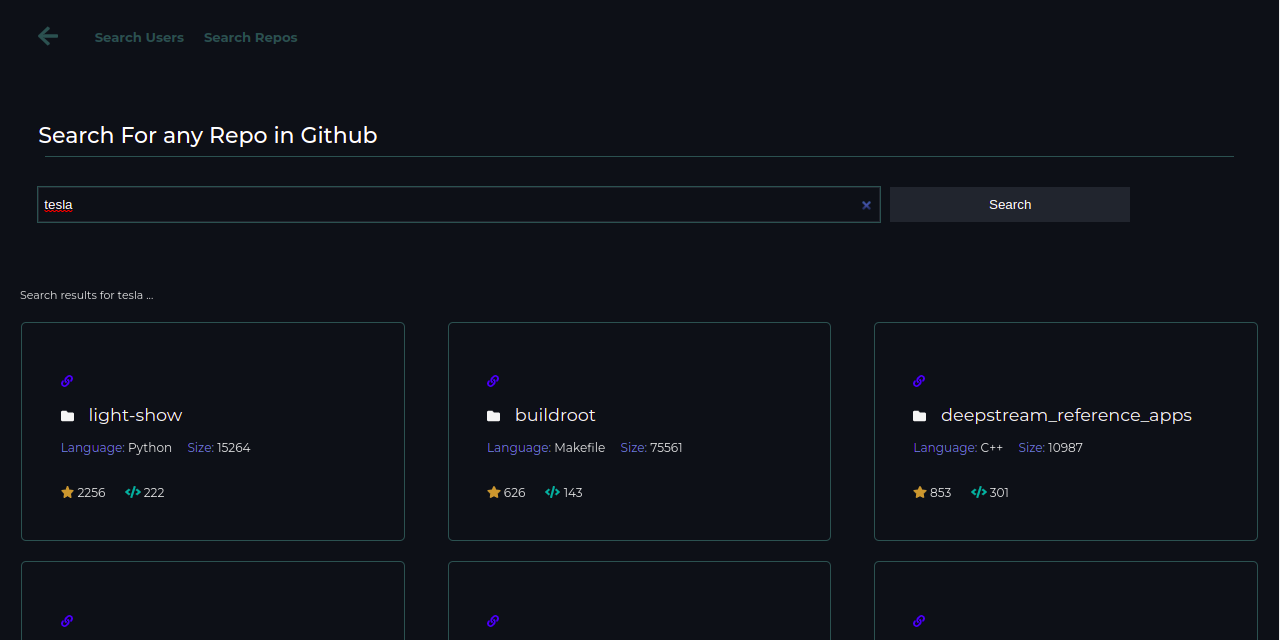 Search Users Search Repos
Search For any Repo in Github
tesla
Search
Search results for tesla ...
light-show
Language: Python Size: 15264
2256 222
buildroot
Language: Makefile Size: 75561
626 143
deepstream_reference_apps
Language: C++ Size: 10987
853 301